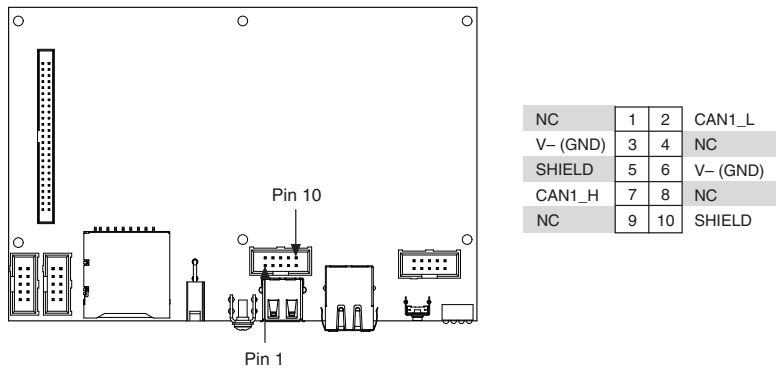 Pin 10
Pin 1
NC 1 2 CAN1_L
V– (GND) 3 4 NC
SHIELD 5 6 V– (GND)
CAN1_H 7 8 NC
NC 9 10 SHIELD